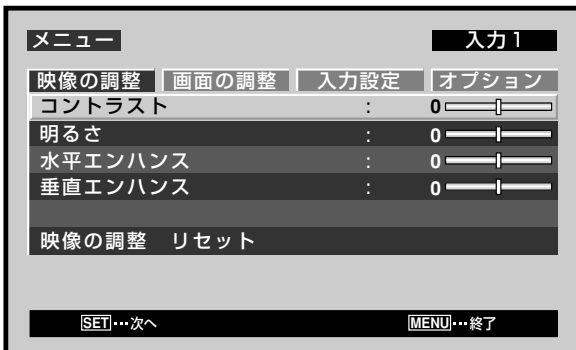 メニュー 入力1
映像の調整 画面の調整 入力設定 オプション
コントラスト : 0
明るさ : 0
水平エンハンス : 0
垂直エンハンス : 0
映像の調整 リセット
SET…次へ MENU…終了